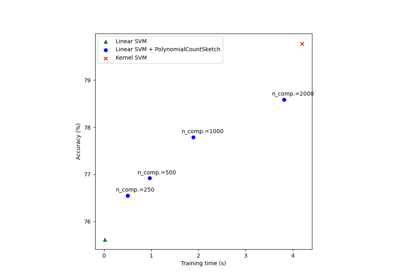 Linear SVM
Linear SVM + PolynomialCountSketch
Kernel SVM
79
n_comp.=2000
78
n_comp.=1000
77
n_comp.=500
n_comp.=250
76
Accuracy (%)
0 1 2 3 4
Training time (s)